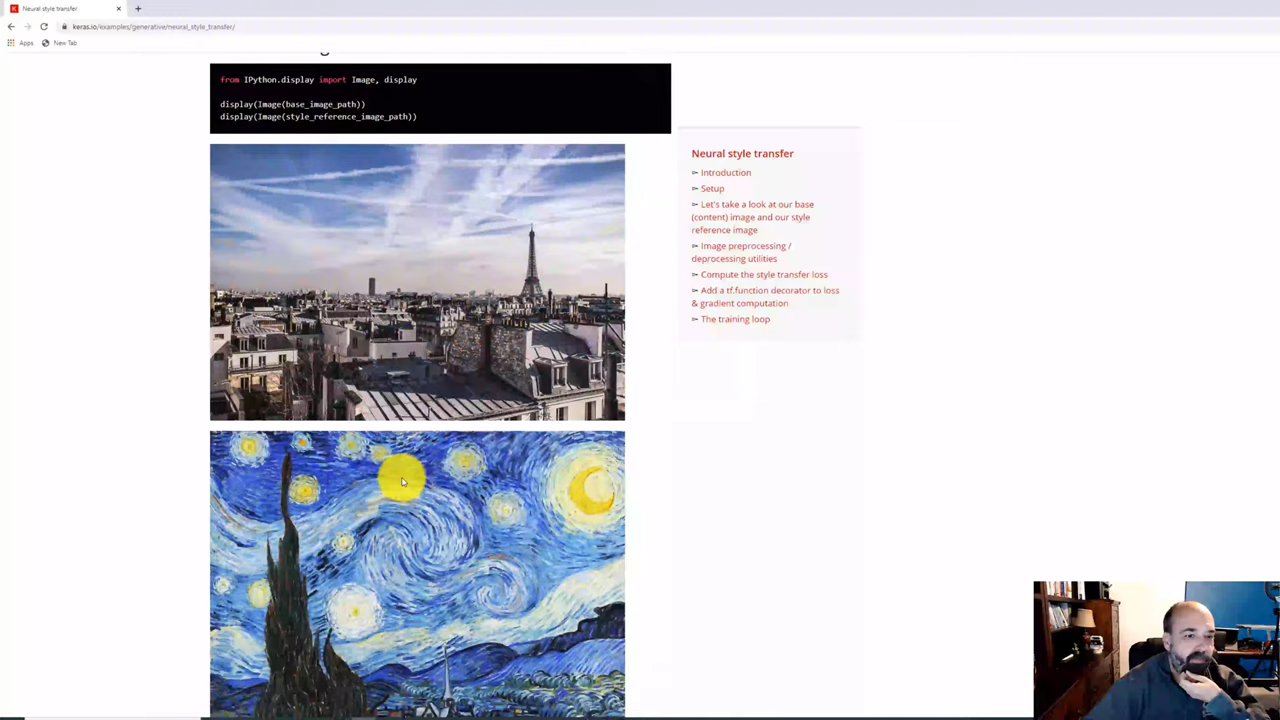 Neural style transfer
keras.io/examples/generative/neural_style_transfer/
Apps
New Tab
from IPython.display import Image, display
display(Image(base_image_path))
display(Image(style_reference_image_path))
Neural style transfer
➤ Introduction
➤ Setup
➤ Let's take a look at our base
(content) image and our style
reference image
➤ Image preprocessing /
deprocessing utilities
➤ Compute the style transfer loss
➤ Add a tf.function decorator to loss
& gradient computation
➤ The training loop